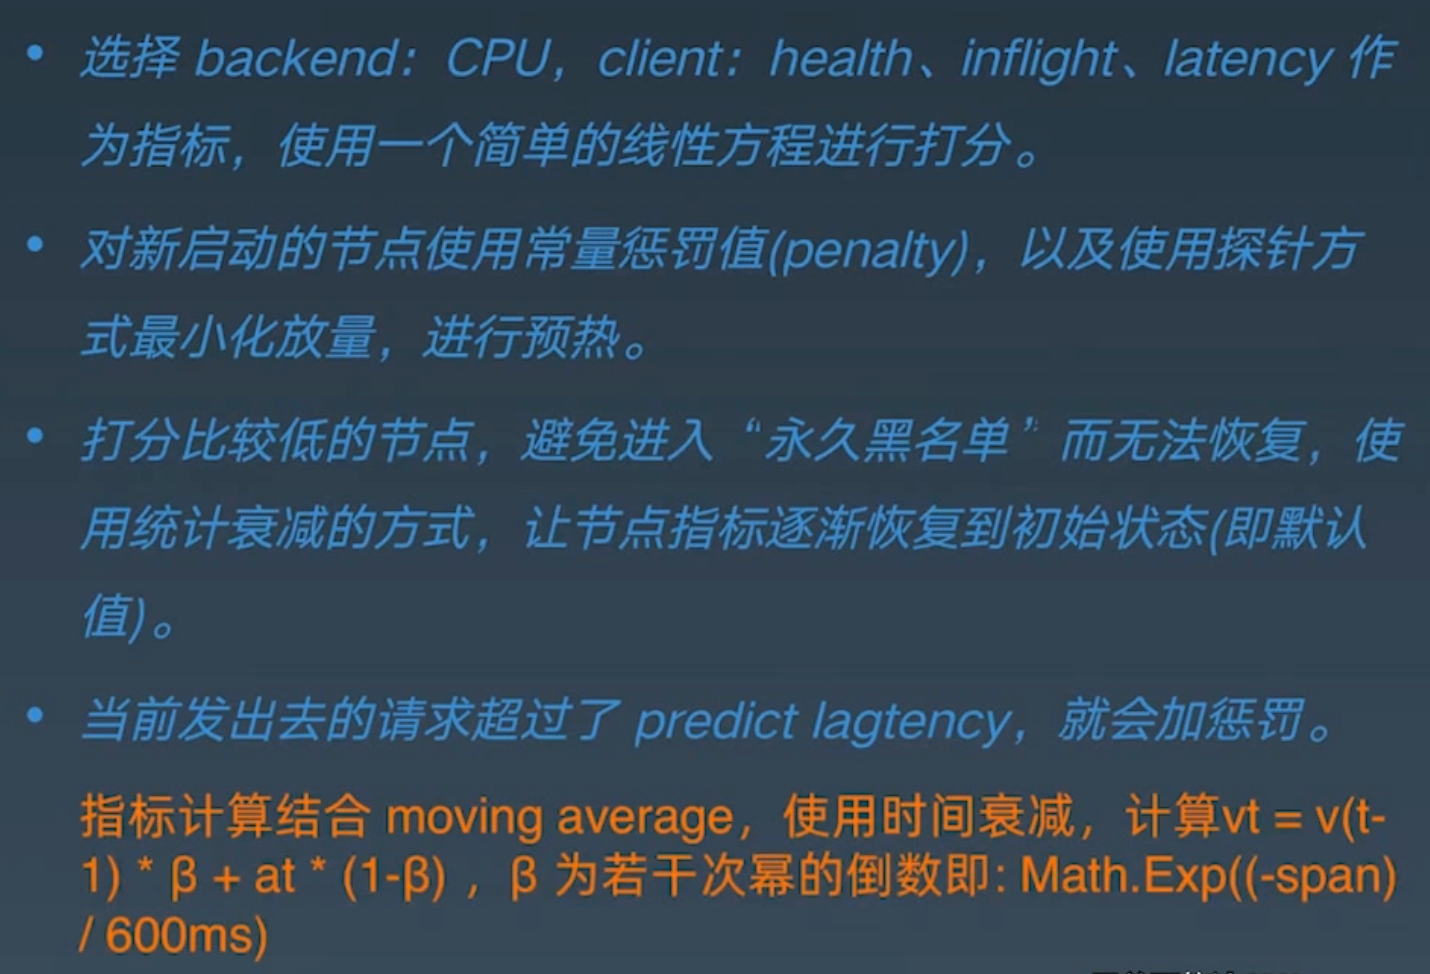 • 选择 backend：CPU，client：health、inflight、latency 作
为指标，使用一个简单的线性方程进行打分。
• 对新启动的节点使用常量惩罚值(penalty)，以及使用探针方
式最小化放量，进行预热。
• 打分比较低的节点，避免进入“永久黑名单”而无法恢复，使
用统计衰减的方式，让节点指标逐渐恢复到初始状态(即默认
值)。
• 当前发出去的请求超过了 predict lagtency，就会加惩罚。
指标计算结合 moving average，使用时间衰减，计算vt = v(t-
1) * β + at * (1-β) ，β 为若干次幂的倒数即: Math.Exp((-span)
/ 600ms)